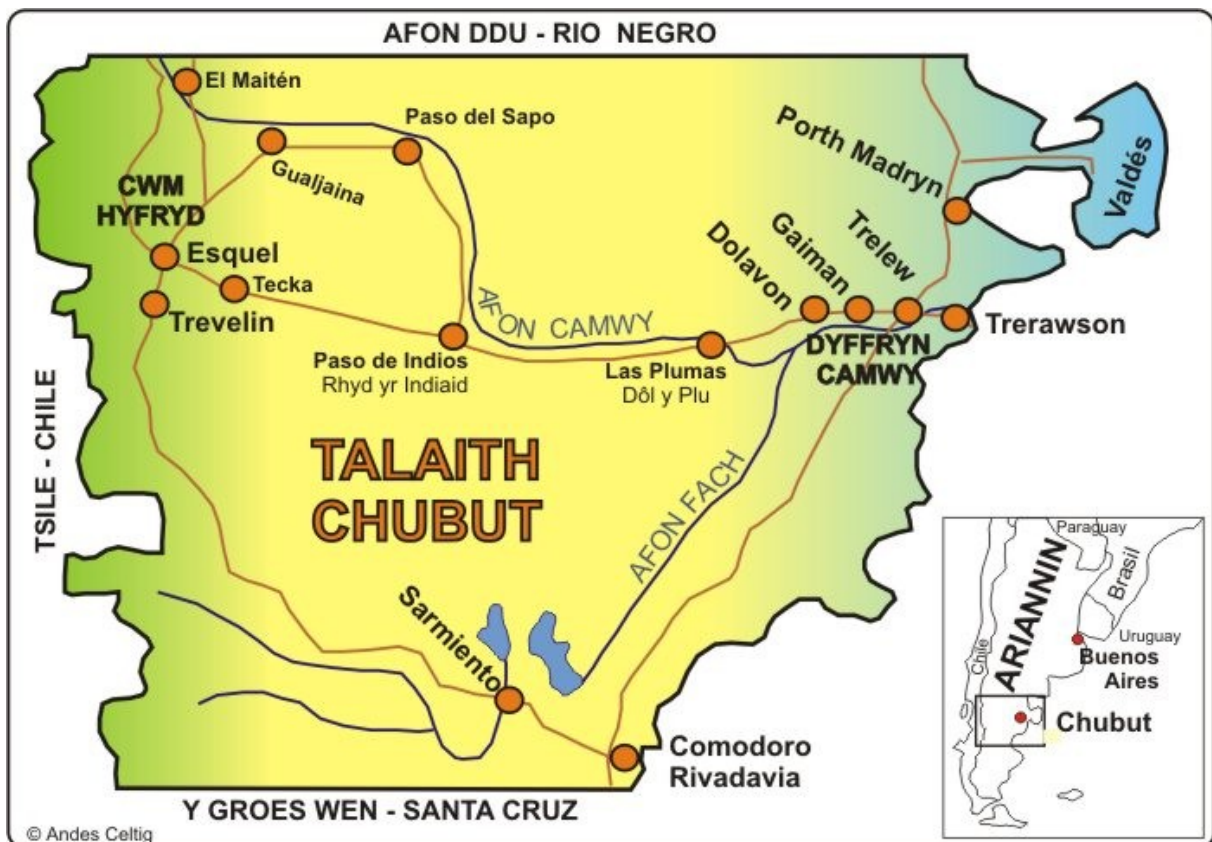 AFON DDU - RIO NEGRO
El Maitén
Paso del Sapo
Gualjaina
Porth Madryn
Valdés
CWM
HYFRYD
Esquel
Tecka
Trevelin
Dolavon
Gaiman
Trelew
Trerawson
AFON CAMWY
DYFFRYN
CAMWY
Paso de Indios
Rhyd yr Indiaid
Las Plumas
Dôl y Plu
TSILE - CHILE
TALAITH
CHUBUT
AFON FACH
Sarmiento
Comodoro
Rivadavia
Y GROES WEN - SANTA CRUZ
© Andes Celtig
Paraguay
ARIANNIN
Brasil
Chile
Uruguay
Buenos
Aires
Chubut